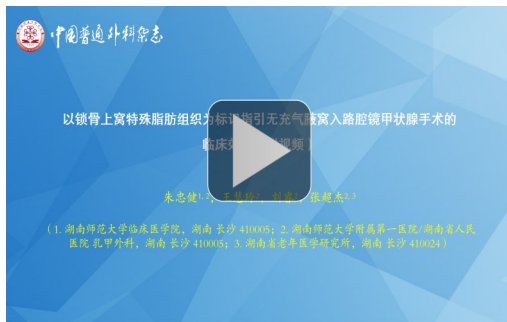 中国普通外科杂志
以锁骨上窝特殊脂肪组织为标识指引无充气腋窝入路腔镜甲状腺手术的
临床
朱忠健1, 2, 张超杰2, 3
(1. 湖南师范大学临床医学院, 湖南 长沙 410005; 2. 湖南师范大学附属第一医院/湖南省人民
医院 乳甲外科, 湖南 长沙 410005; 3. 湖南省老年医学研究所, 湖南 长沙 410024)